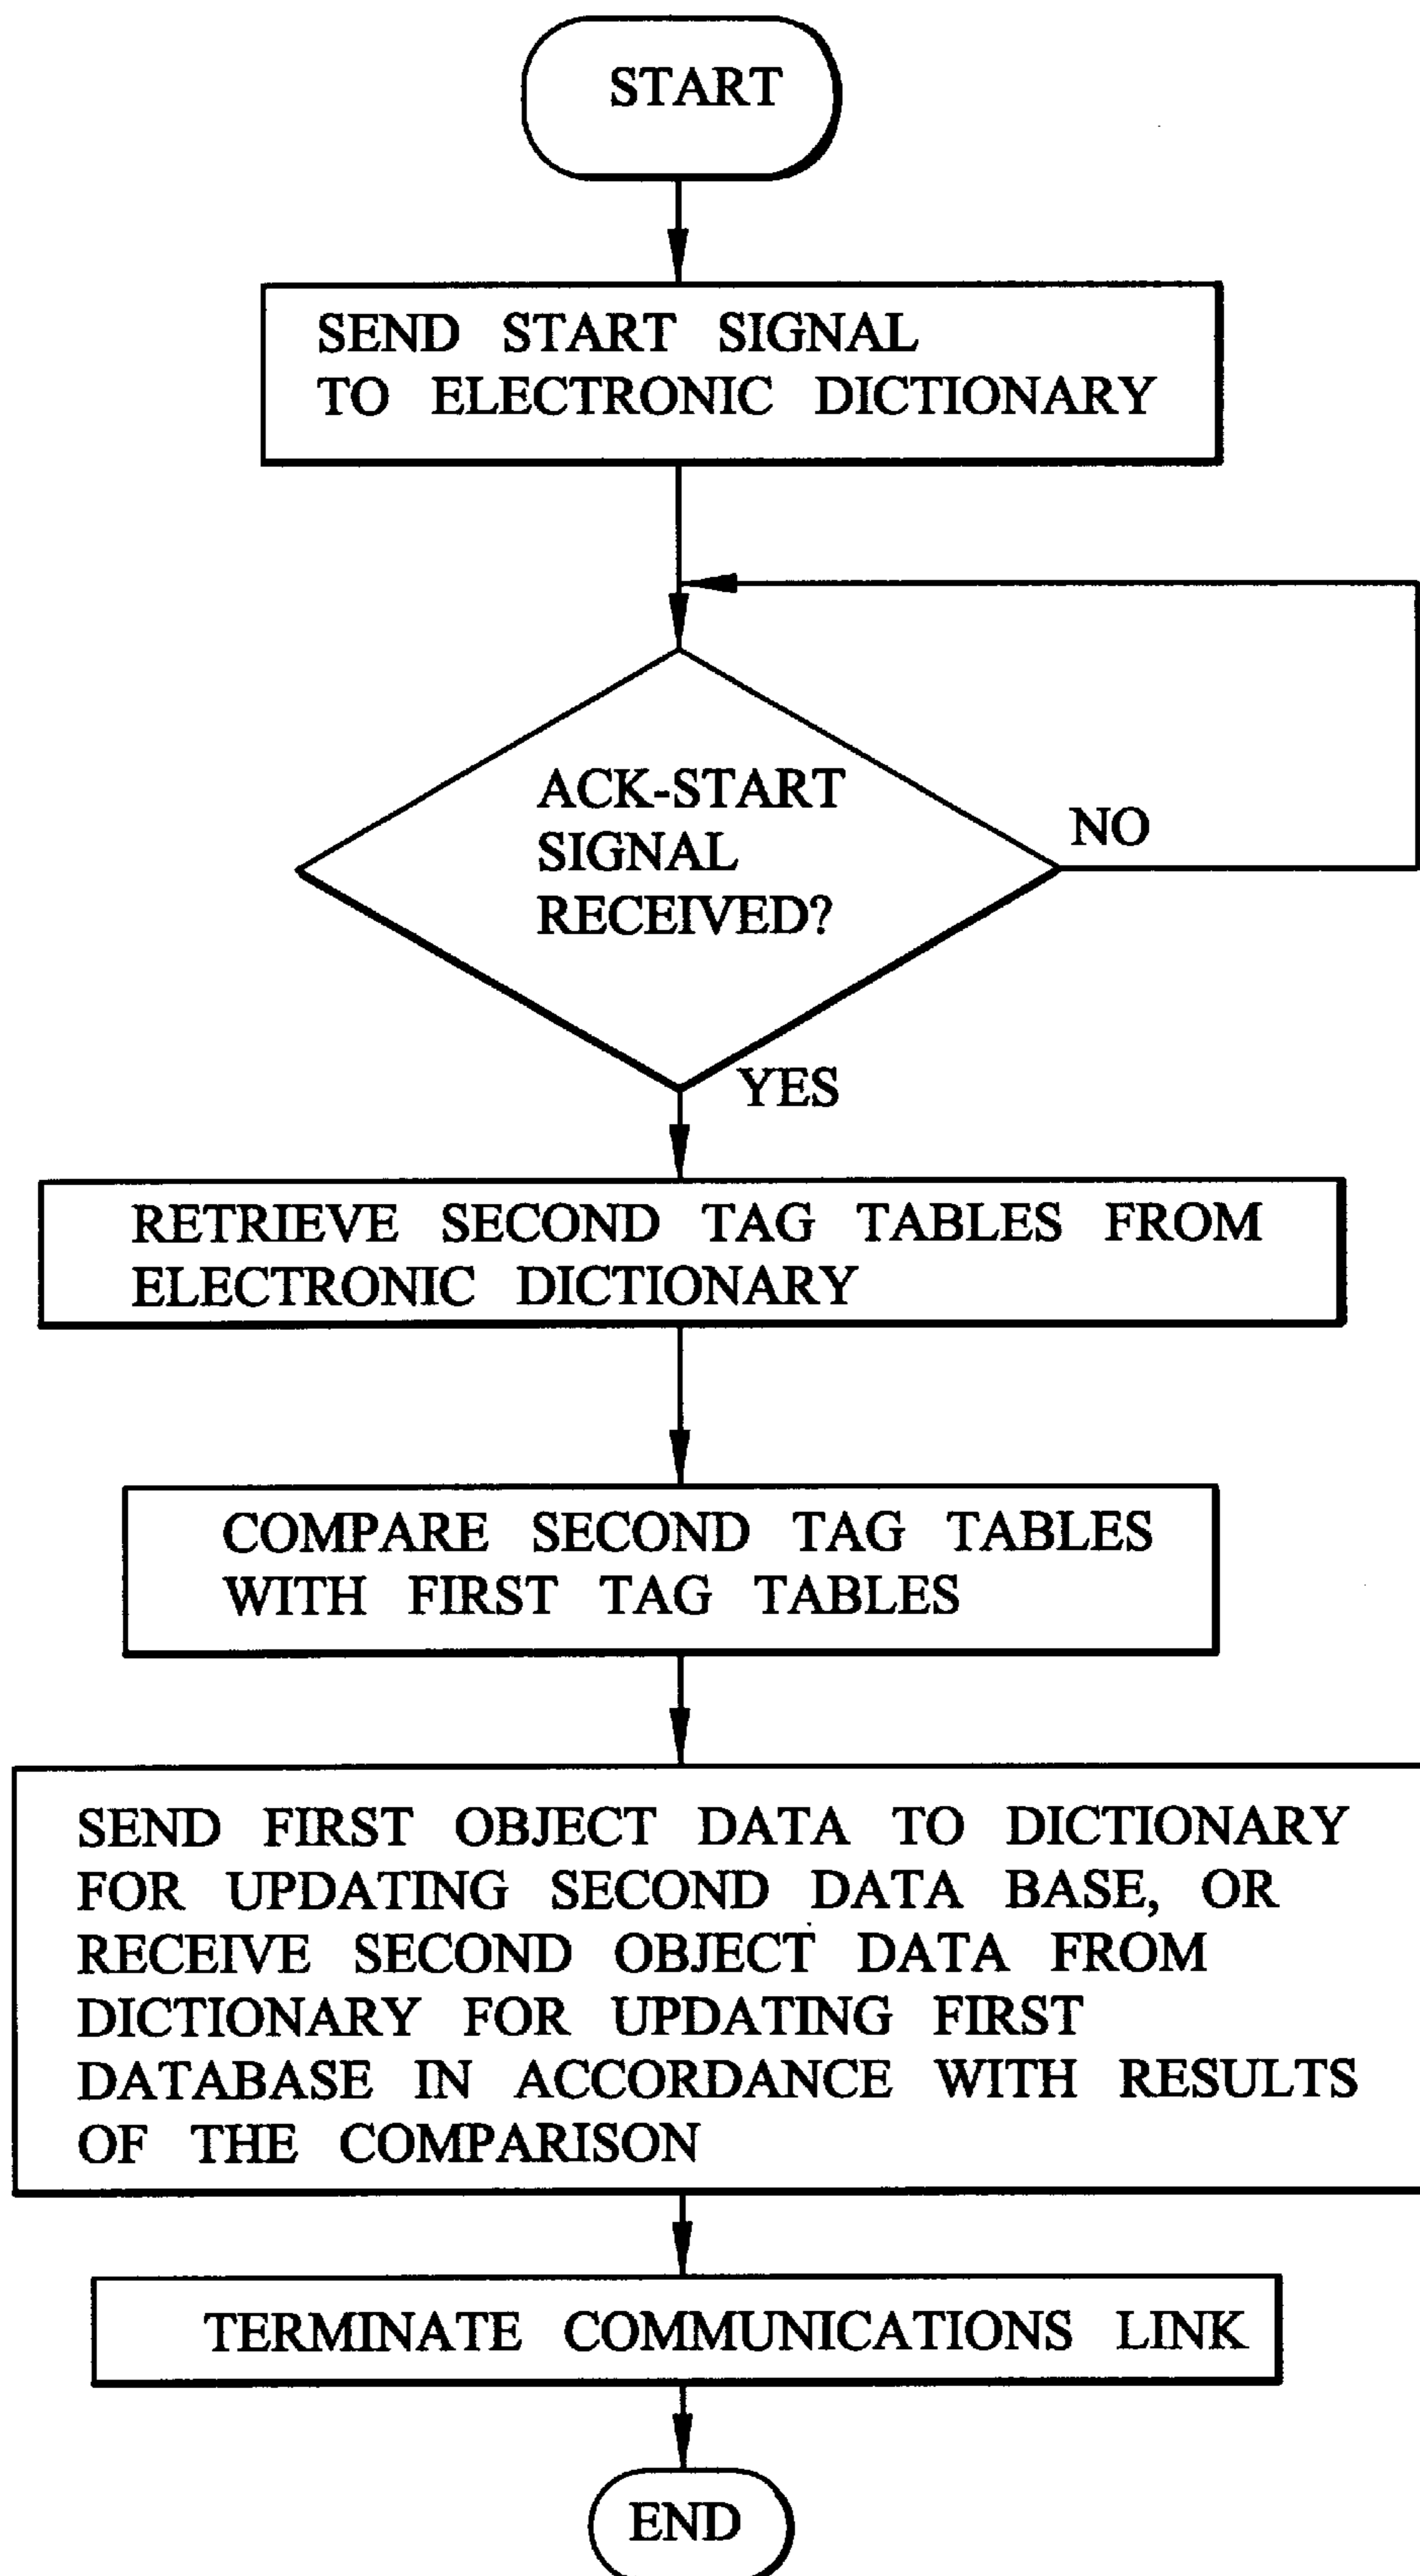 START
SEND START SIGNAL
TO ELECTRONIC DICTIONARY
ACK-START
SIGNAL
RECEIVED?
NO
YES
RETRIEVE SECOND TAG TABLES FROM
ELECTRONIC DICTIONARY
COMPARE SECOND TAG TABLES
WITH FIRST TAG TABLES
SEND FIRST OBJECT DATA TO DICTIONARY
FOR UPDATING SECOND DATA BASE, OR
RECEIVE SECOND OBJECT DATA FROM
DICTIONARY FOR UPDATING FIRST
DATABASE IN ACCORDANCE WITH RESULTS
OF THE COMPARISON
TERMINATE COMMUNICATIONS LINK
END